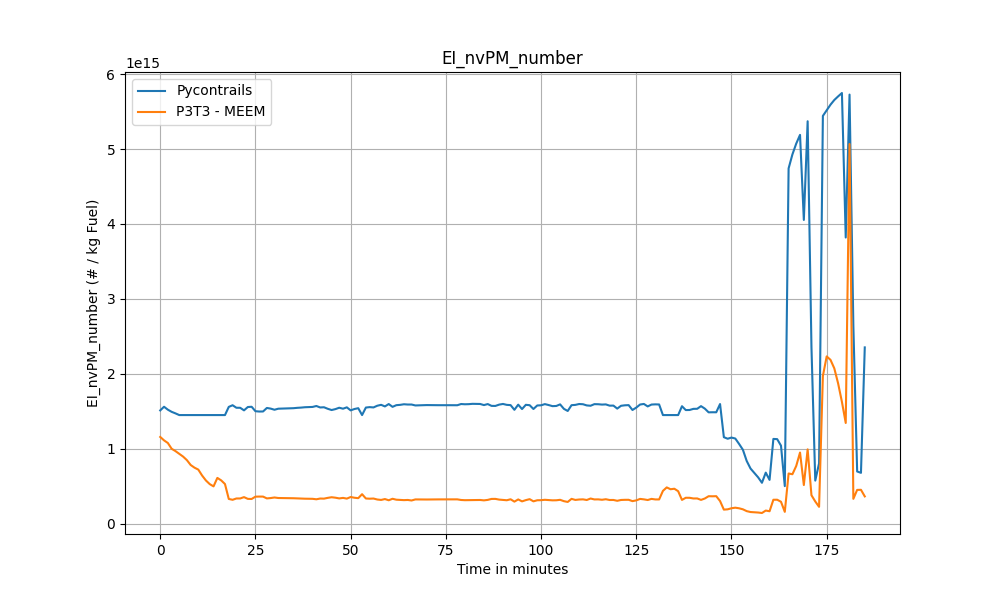 EI_nvPM_number
1e15
Pycontrails
P3T3 - MEEM
6
5
4
3
2
1
0
EI_nvPM_number (# / kg Fuel)
0 25 50 75 100 125 150 175
Time in minutes